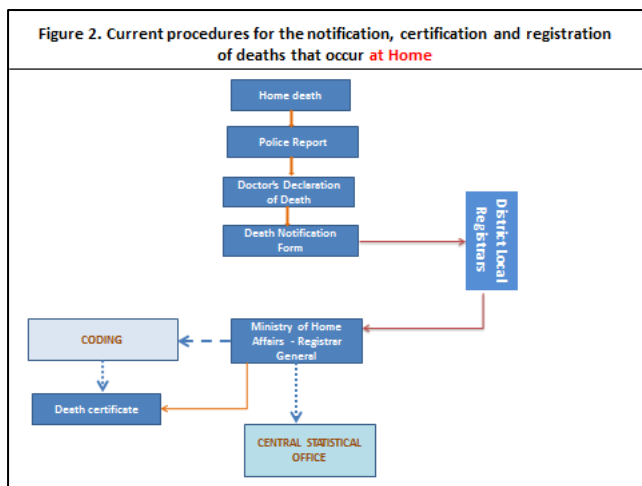 Figure 2. Current procedures for the notification, certification and registration
of deaths that occur at Home
Home death
Police Report
Doctor's Declaration
of Death
Death Notification
Form
District Local
Registrars
Ministry of Home
Affairs - Registrar
General
CODING
Death certificate
CENTRAL STATISTICAL
OFFICE